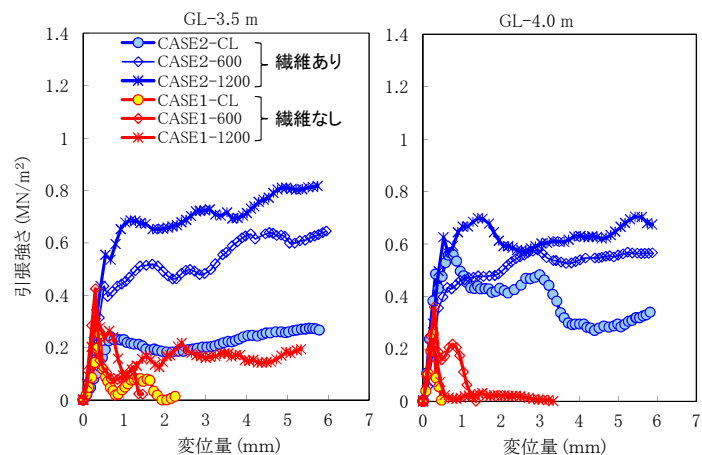 GL-3.5 m
GL-4.0 m
引張強さ (MN/m²)
1.4
1.2
1
0.8
0.6
0.4
0.2
0
CASE2-CL
CASE2-600
CASE2-1200
繊維あり
CASE1-CL
CASE1-600
CASE1-1200
繊維なし
0 1 2 3 4 5 6 7
変位量 (mm)
1.4
1.2
1
0.8
0.6
0.4
0.2
0
0 1 2 3 4 5 6 7
変位量 (mm)